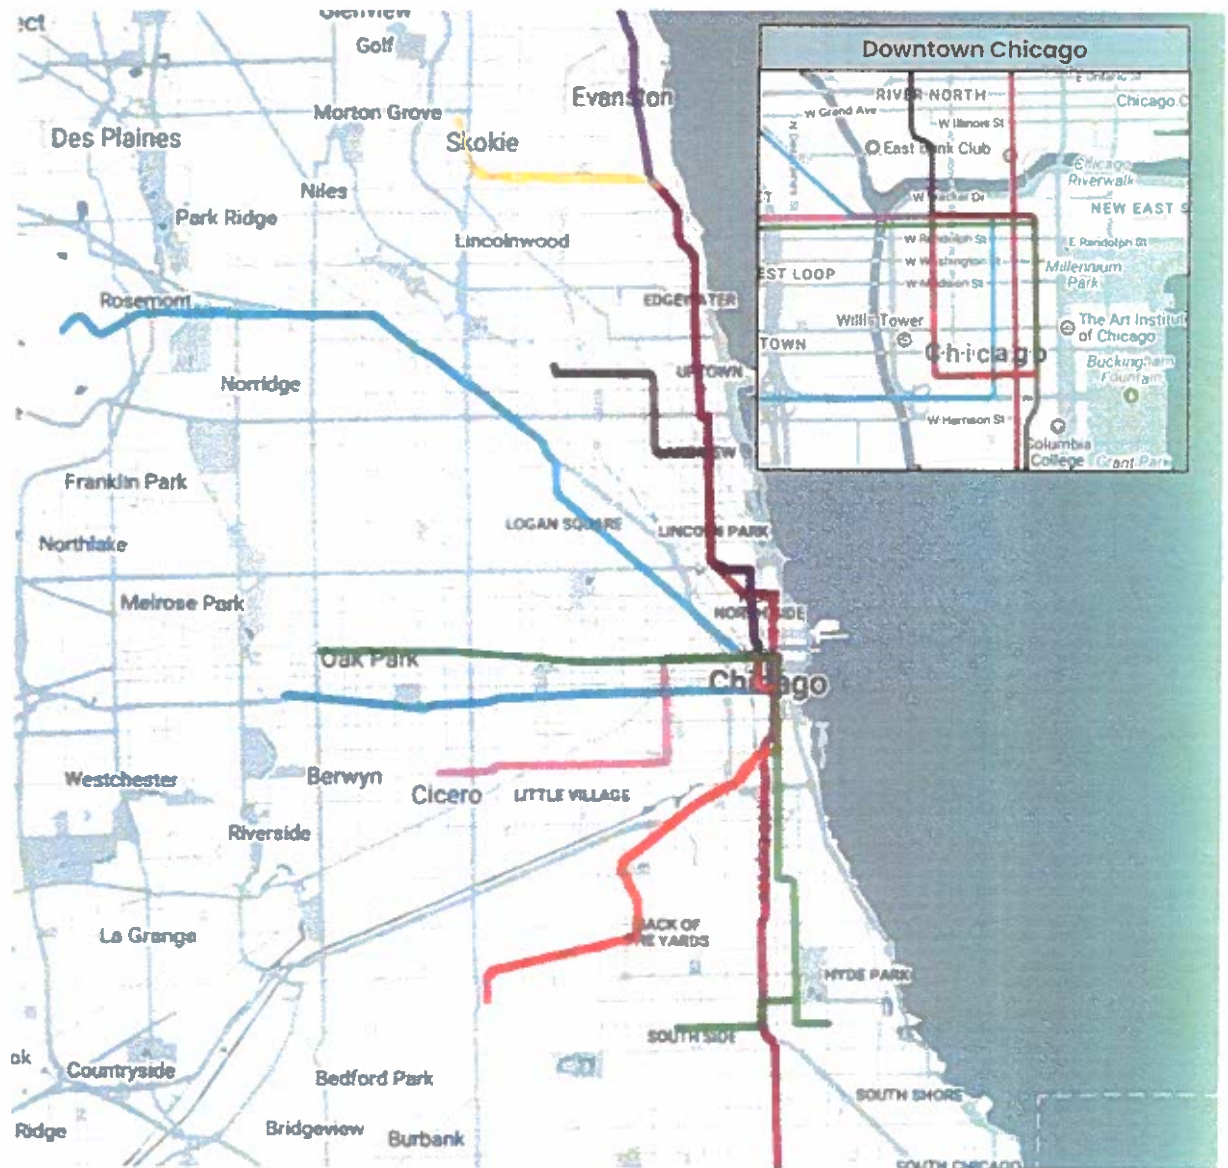 Glenview
Golf
Evanston
Morton Grove
Des Plaines
Skokie
Niles
Park Ridge
Lincolnwood
Rosemont
EDGEWATER
Norridge
UPTOWN
Franklin Park
LOGAN SQUARE
LINCOLN PARK
Northlake
Melrose Park
Oak Park
Chicago
Westchester
Berwyn
Cicero
LITTLE VILLAGE
Riverside
La Grange
BACK OF
THE YARDS
HYDE PARK
SOUTH SIDE
Countryside
Bedford Park
SOUTH SHORE
Ridge
Bridgeview
Burbank
SOUTH CHICAGO
Downtown Chicago
RIVER NORTH
W Grand Ave
W Illinois St
East Bank Club
Chicago
Riverwalk
W Wacker Dr
NEW EAST S
W Randolph St
E Randolph St
W Washington St
W Madison St
EST LOOP
Millennium
Park
Willis Tower
The Art Institut
of Chicago
TOWN
Chicago
Buckingham
Fountain
W Harrison St
Columbia
College
Grant Park